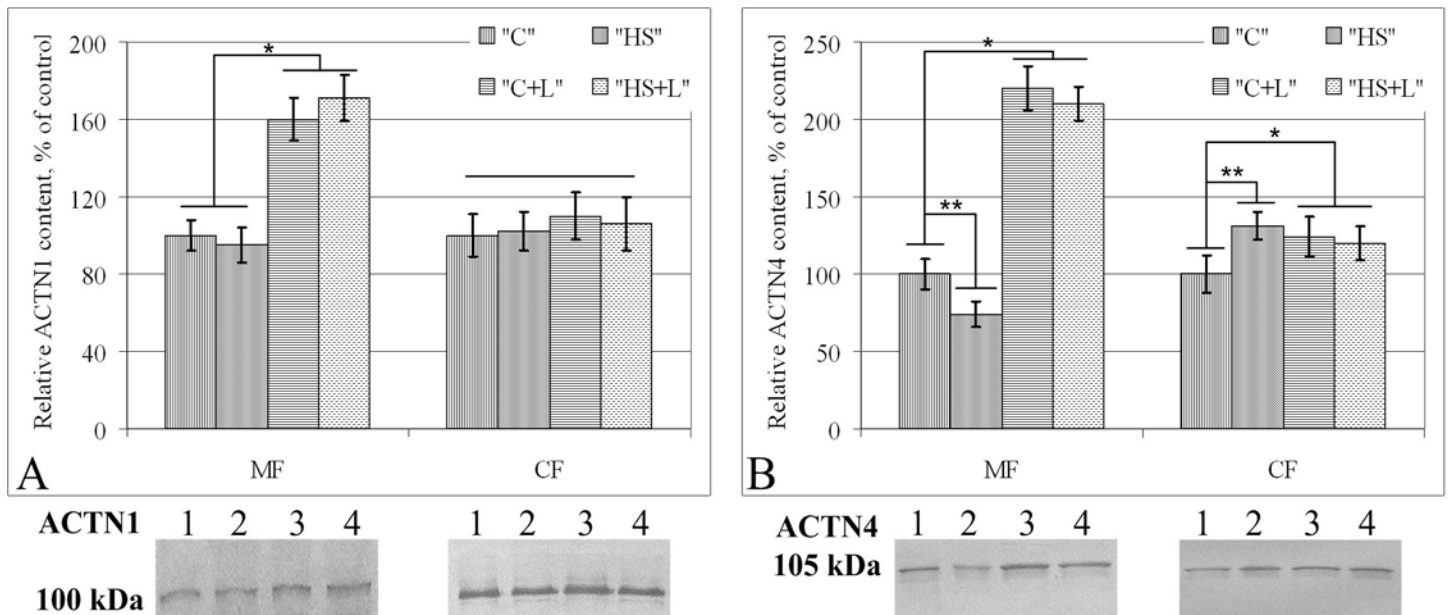 Relative ACTN1 content, % of control
200
160
120
80
40
0
"C" "HS"
"C+L" "HS+L"
*
MF CF
A
ACTN1 1 2 3 4 1 2 3 4
100 kDa
Relative ACTN4 content, % of control
250
200
150
100
50
0
"C" "HS"
"C+L" "HS+L"
*
**
*
**
MF CF
B
ACTN4 1 2 3 4 1 2 3 4
105 kDa